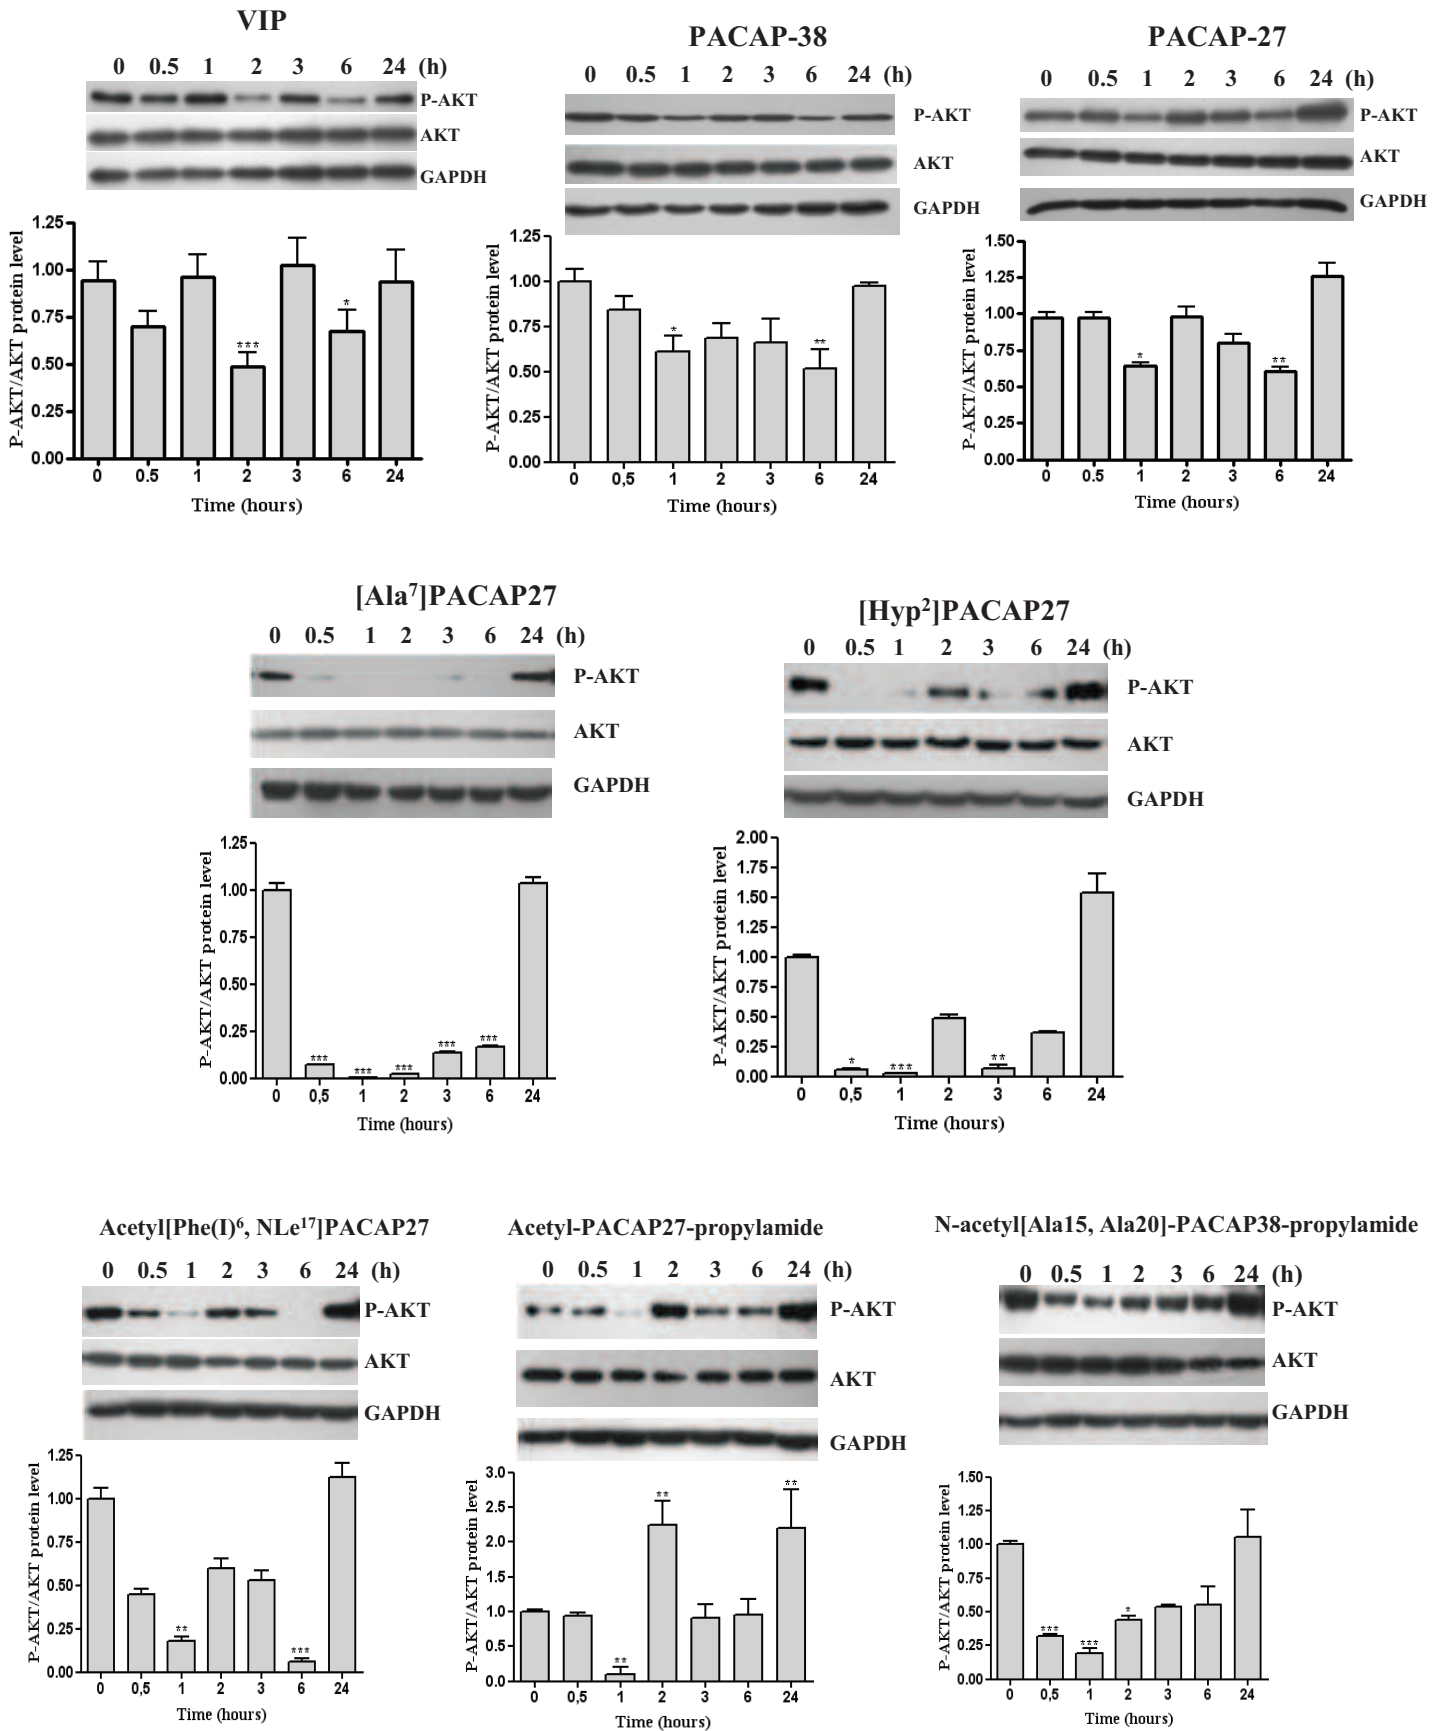 VIP
0 0.5 1 2 3 6 24 (h)
P-AKT
AKT
GAPDH
P-AKT/AKT protein level
1.25
1.00
0.75
0.50
0.25
0.00
***
*
0 0.5 1 2 3 6 24
Time (hours)
PACAP-38
0 0.5 1 2 3 6 24 (h)
P-AKT
AKT
GAPDH
P-AKT/AKT protein level
1.25
1.00
0.75
0.50
0.25
0.00
*
**
0 0,5 1 2 3 6 24
Time (hours)
PACAP-27
0 0.5 1 2 3 6 24 (h)
P-AKT
AKT
GAPDH
P-AKT/AKT protein level
1.50
1.25
1.00
0.75
0.50
0.25
0.00
*
**
0 0.5 1 2 3 6 24
Time (hours)
[Ala⁷]PACAP27
0 0.5 1 2 3 6 24 (h)
P-AKT
AKT
GAPDH
P-AKT/AKT protein level
1.25
1.00
0.75
0.50
0.25
0.00
*** *** *** *** ***
0 0,5 1 2 3 6 24
Time (hours)
[Hyp²]PACAP27
0 0.5 1 2 3 6 24 (h)
P-AKT
AKT
GAPDH
P-AKT/AKT protein level
2.00
1.75
1.50
1.25
1.00
0.75
0.50
0.25
0.00
* *** **
0 0,5 1 2 3 6 24
Time (hours)
Acetyl[Phe(I)⁶, NLe¹⁷]PACAP27
0 0.5 1 2 3 6 24 (h)
P-AKT
AKT
GAPDH
P-AKT/AKT protein level
1.25
1.00
0.75
0.50
0.25
0.00
**
***
0 0,5 1 2 3 6 24
Time (hours)
Acetyl-PACAP27-propylamide
0 0.5 1 2 3 6 24 (h)
P-AKT
AKT
GAPDH
P-AKT/AKT protein level
3.0
2.5
2.0
1.5
1.0
0.5
0.0
** ** **
0 0,5 1 2 3 6 24
Time (hours)
N-acetyl[Ala15, Ala20]-PACAP38-propylamide
0 0.5 1 2 3 6 24 (h)
P-AKT
AKT
GAPDH
P-AKT/AKT protein level
1.50
1.25
1.00
0.75
0.50
0.25
0.00
*** *** *
0 0,5 1 2 3 6 24
Time (hours)